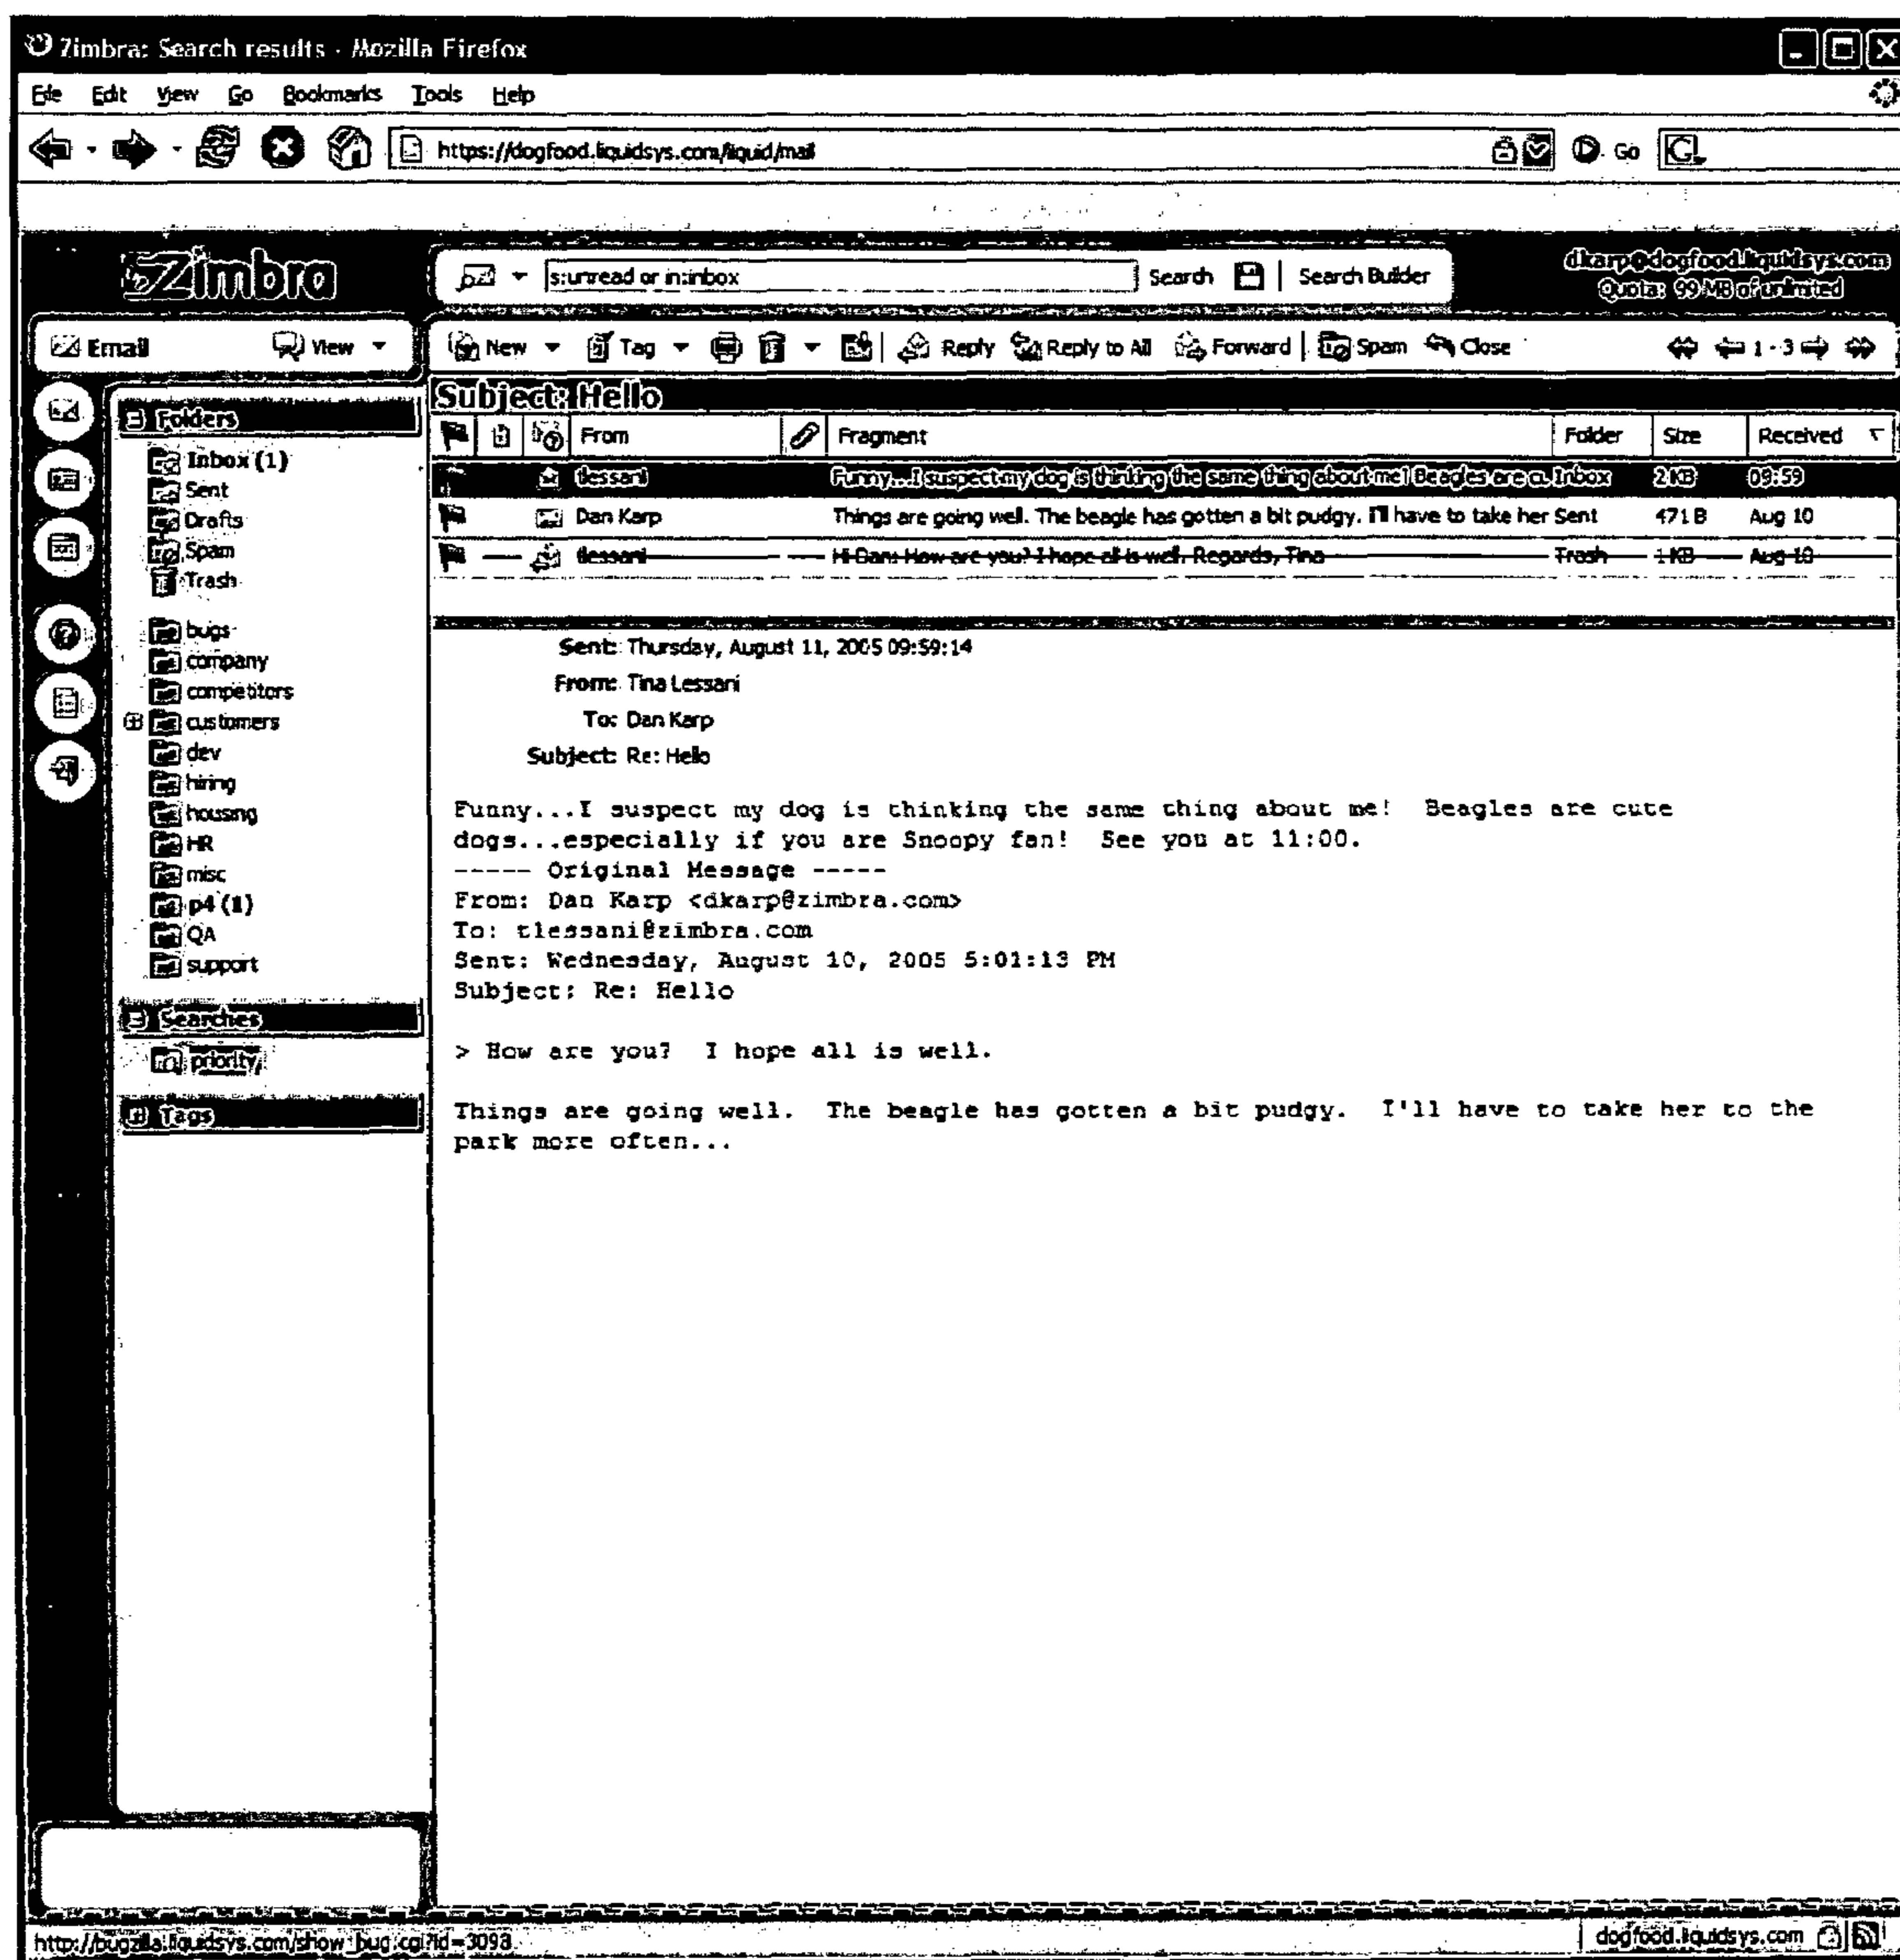 Zimbra: Search results - Mozilla Firefox
File Edit View Go Bookmarks Tools Help
https://dogfood.liquidsys.com/liquid/mail Go
Zimbra
s:unread or in:inbox Search Search Builder
dkarp@dogfood.liquidsys.com
Quota: 99 MB of unlimited
Email View
New Tag Reply Reply to All Forward Spam Close 1 - 3
Folders
Inbox (1)
Sent
Drafts
Spam
Trash
bugs
company
competitors
customers
dev
hiring
housing
HR
misc
p4 (1)
QA
support
Searches
priority
Tags
Subject: Hello
From Fragment Folder Size Received
tlessani Funny...I suspect my dog is thinking the same thing about me! Beagles are cu Inbox 2 KB 09:59
Dan Karp Things are going well. The beagle has gotten a bit pudgy. I'll have to take her Sent 471 B Aug 10
tlessani Hi Dan: How are you? I hope all is well. Regards, Tina Trash 1 KB Aug 10
Sent: Thursday, August 11, 2005 09:59:14
From: Tina Lessani
To: Dan Karp
Subject: Re: Hello
Funny...I suspect my dog is thinking the same thing about me! Beagles are cute
dogs...especially if you are Snoopy fan! See you at 11:00.
----- Original Message -----
From: Dan Karp <dkarp@zimbra.com>
To: tlessani@zimbra.com
Sent: Wednesday, August 10, 2005 5:01:13 PM
Subject: Re: Hello
> How are you? I hope all is well.
Things are going well. The beagle has gotten a bit pudgy. I'll have to take her to the
park more often...
http://bugzilla.liquidsys.com/show_bug.cgi?id=3093
dogfood.liquidsys.com